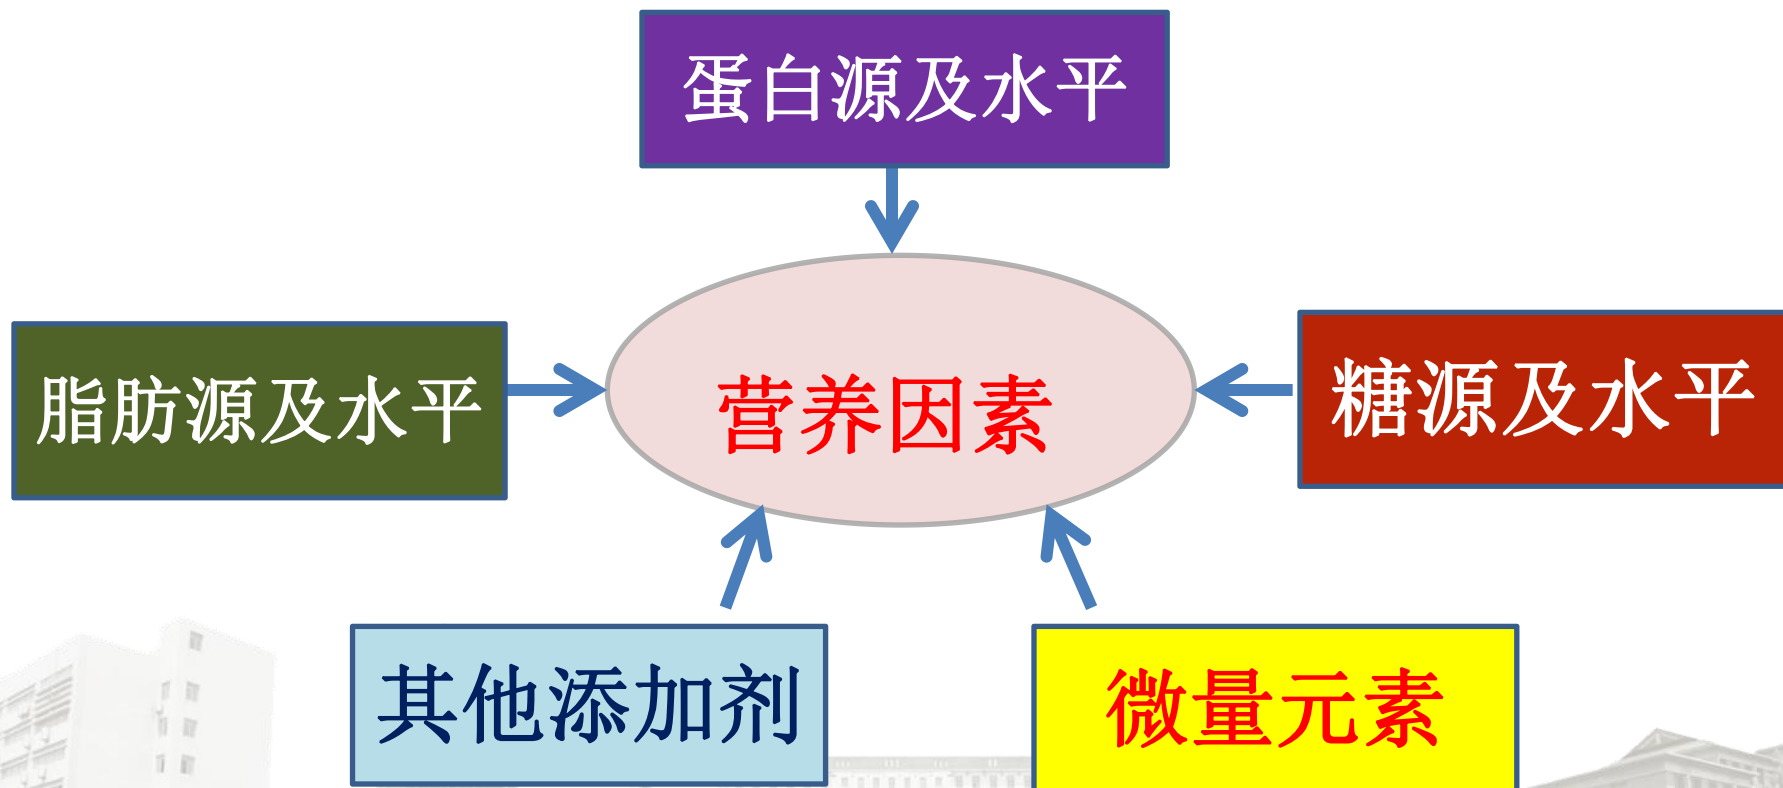 蛋白源及水平
脂肪源及水平
营养因素
糖源及水平
其他添加剂
微量元素